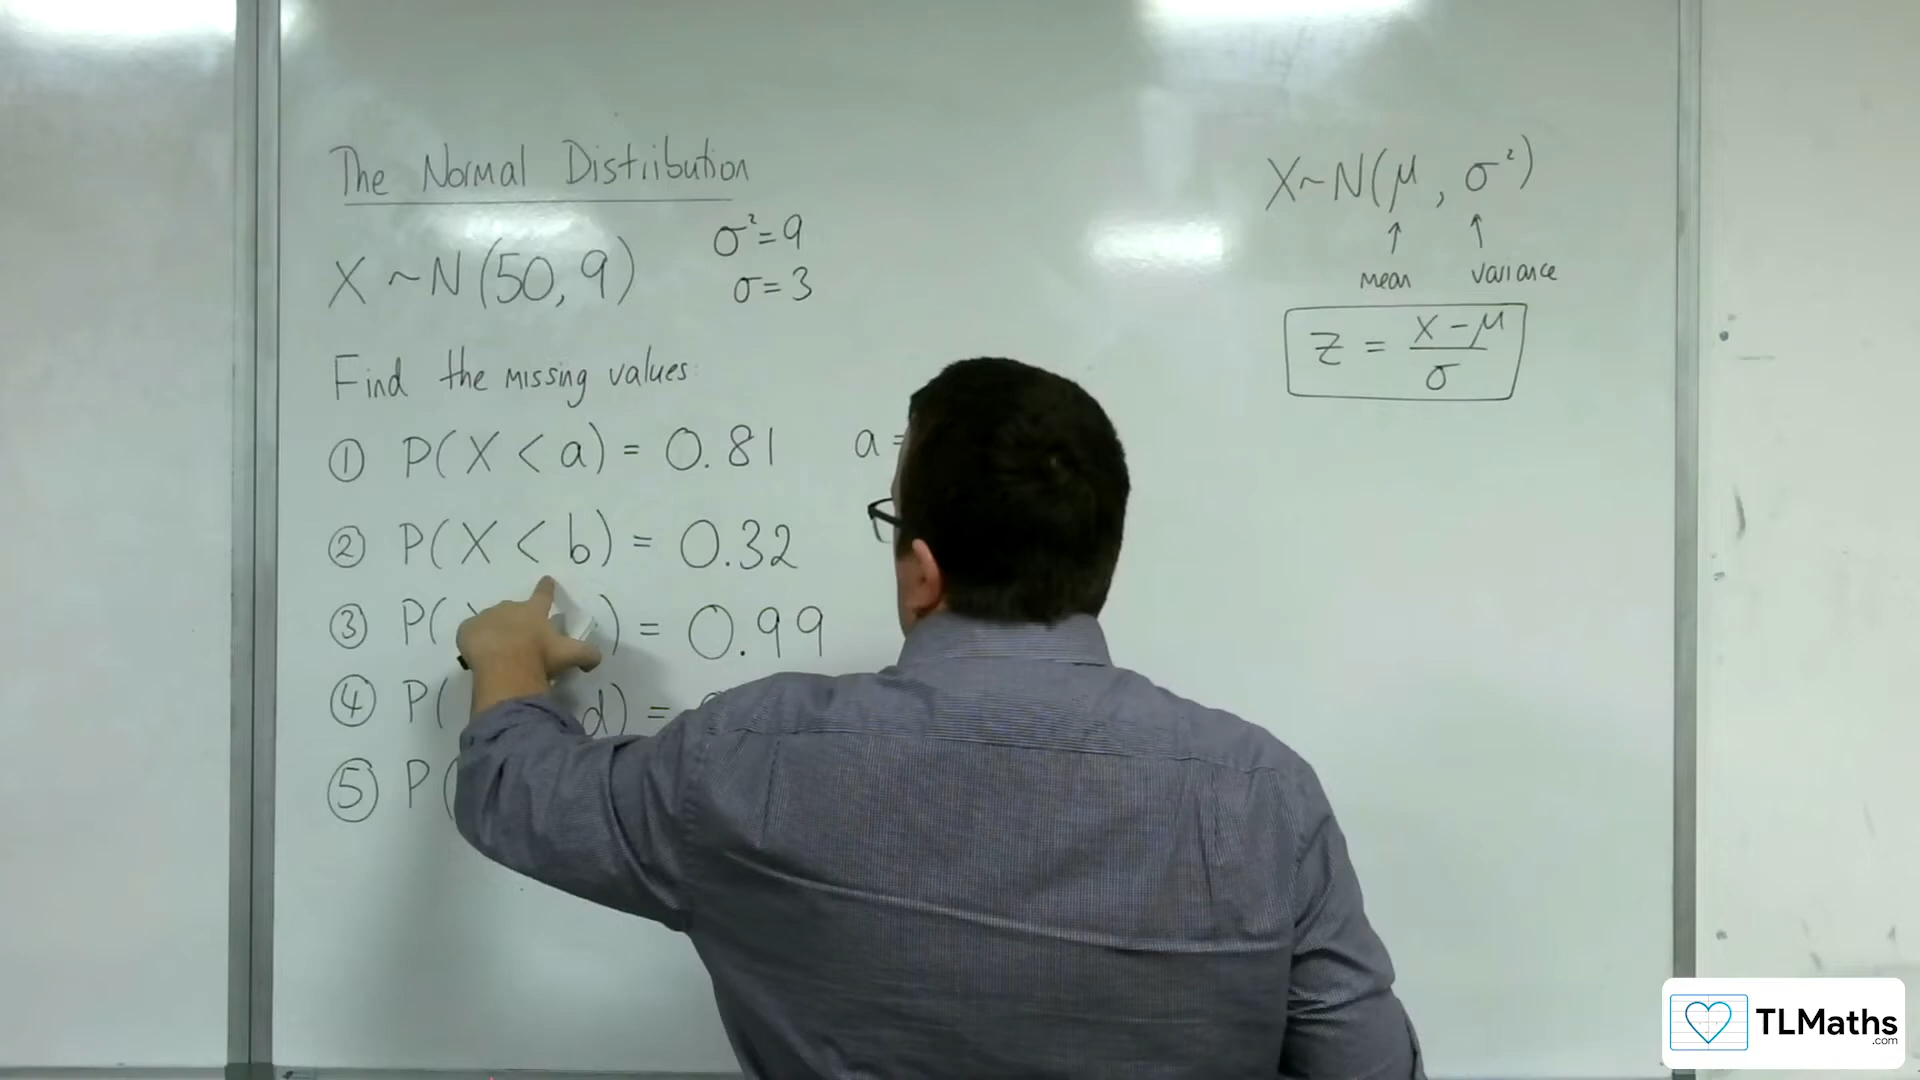 The Normal Distribution
X ~ N(50, 9)
σ² = 9
σ = 3
Find the missing values:
① P(X < a) = 0.81 a =
② P(X < b) = 0.32
③ P( ) = 0.99
④ P( d) =
⑤ P(
X ~ N(μ, σ²)
↑ ↑
mean variance
z = (x - μ)/σ
TLMaths
.com